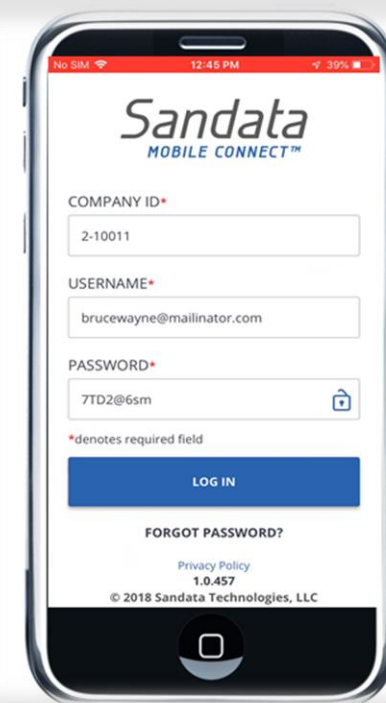 No SIM 12:45 PM 39%
Sandata
MOBILE CONNECT™
COMPANY ID*
2-10011
USERNAME*
brucewayne@mailinator.com
PASSWORD*
7TD2@6sm
*denotes required field
LOG IN
FORGOT PASSWORD?
Privacy Policy
1.0.457
© 2018 Sandata Technologies, LLC